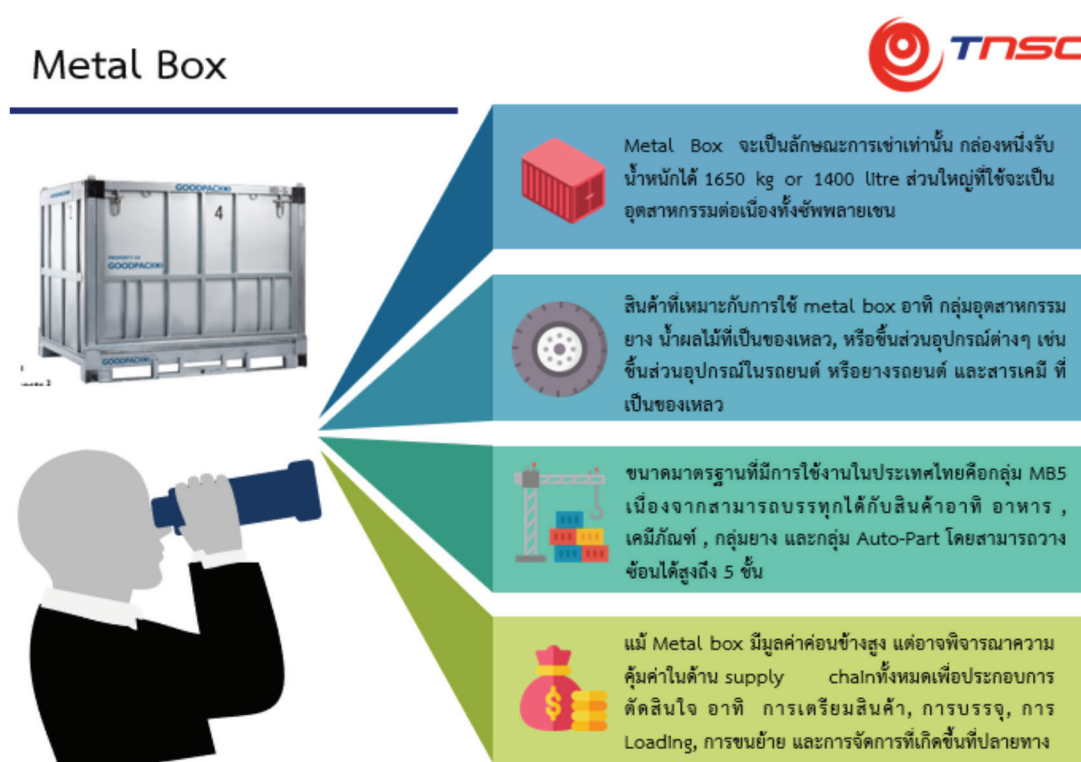 Metal Box
TNSC
GOODPACK
1
4
PROPERTY OF
GOODPACK
GOODPACK
Metal Box จะเป็นลักษณะการเช่าเท่านั้น กล่องหนึ่งรับ
น้ำหนักได้ 1650 kg or 1400 litre ส่วนใหญ่ที่ใช้จะเป็น
อุตสาหกรรมต่อเนื่องทั้งซัพพลายเชน
สินค้าที่เหมาะกับการใช้ metal box อาทิ กลุ่มอุตสาหกรรม
ยาง น้ำผลไม้ที่เป็นของเหลว, หรือชิ้นส่วนอุปกรณ์ต่างๆ เช่น
ชิ้นส่วนอุปกรณ์ในรถยนต์ หรือยางรถยนต์ และสารเคมี ที่
เป็นของเหลว
ขนาดมาตรฐานที่มีการใช้งานในประเทศไทยคือกลุ่ม MB5
เนื่องจากสามารถบรรทุกได้กับสินค้าอาทิ อาหาร ,
เคมีภัณฑ์ , กลุ่มยาง และกลุ่ม Auto-Part โดยสามารถวาง
ซ้อนได้สูงถึง 5 ชั้น
แม้ Metal box มีมูลค่าค่อนข้างสูง แต่อาจพิจารณาความ
คุ้มค่าในด้าน supply chainทั้งหมดเพื่อประกอบการ
ตัดสินใจ อาทิ การเตรียมสินค้า, การบรรจุ, การ
Loading, การขนย้าย และการจัดการที่เกิดขึ้นที่ปลายทาง